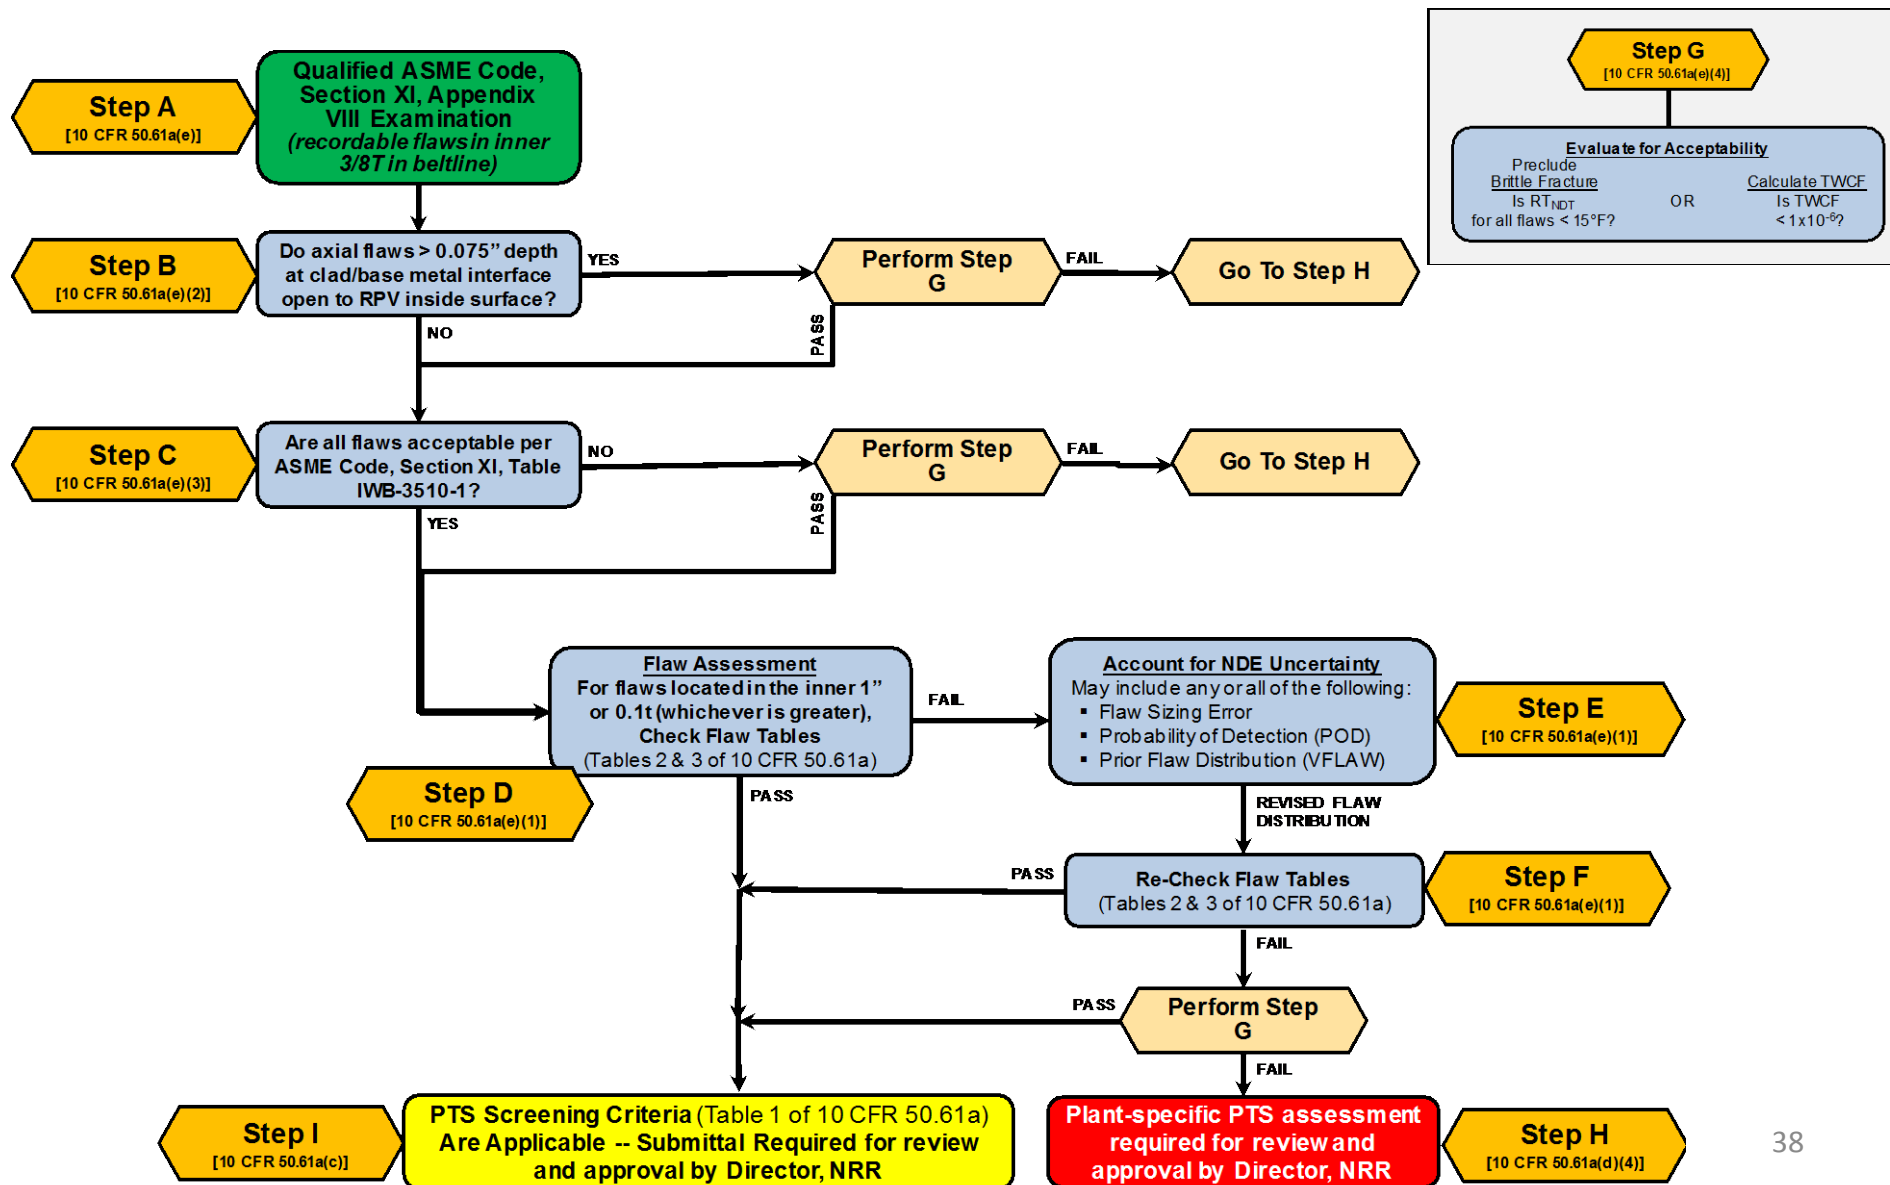 Step A
[10 CFR 50.61a(e)]
Qualified ASME Code,
Section XI, Appendix
VIII Examination
(recordable flaws in inner
3/8T in beltline)
Step G
[10 CFR 50.61a(e)(4)]
Evaluate for Acceptability
Preclude
Brittle Fracture
Is RTNDT
for all flaws < 15°F?
OR
Calculate TWCF
Is TWCF
< 1x10-6?
Step B
[10 CFR 50.61a(e)(2)]
Do axial flaws > 0.075” depth
at clad/base metal interface
open to RPV inside surface?
YES
Perform Step
G
FAIL
Go To Step H
NO
PASS
Step C
[10 CFR 50.61a(e)(3)]
Are all flaws acceptable per
ASME Code, Section XI, Table
IWB-3510-1?
NO
Perform Step
G
FAIL
Go To Step H
YES
PASS
Flaw Assessment
For flaws located in the inner 1”
or 0.1t (whichever is greater),
Check Flaw Tables
(Tables 2 & 3 of 10 CFR 50.61a)
FAIL
Account for NDE Uncertainty
May include any or all of the following:
▪ Flaw Sizing Error
▪ Probability of Detection (POD)
▪ Prior Flaw Distribution (VFLAW)
Step E
[10 CFR 50.61a(e)(1)]
Step D
[10 CFR 50.61a(e)(1)]
PASS
REVISED FLAW
DISTRIBUTION
PASS
Re-Check Flaw Tables
(Tables 2 & 3 of 10 CFR 50.61a)
Step F
[10 CFR 50.61a(e)(1)]
FAIL
PASS
Perform Step
G
FAIL
Step I
[10 CFR 50.61a(c)]
PTS Screening Criteria (Table 1 of 10 CFR 50.61a)
Are Applicable -- Submittal Required for review
and approval by Director, NRR
Plant-specific PTS assessment
required for review and
approval by Director, NRR
Step H
[10 CFR 50.61a(d)(4)]
38